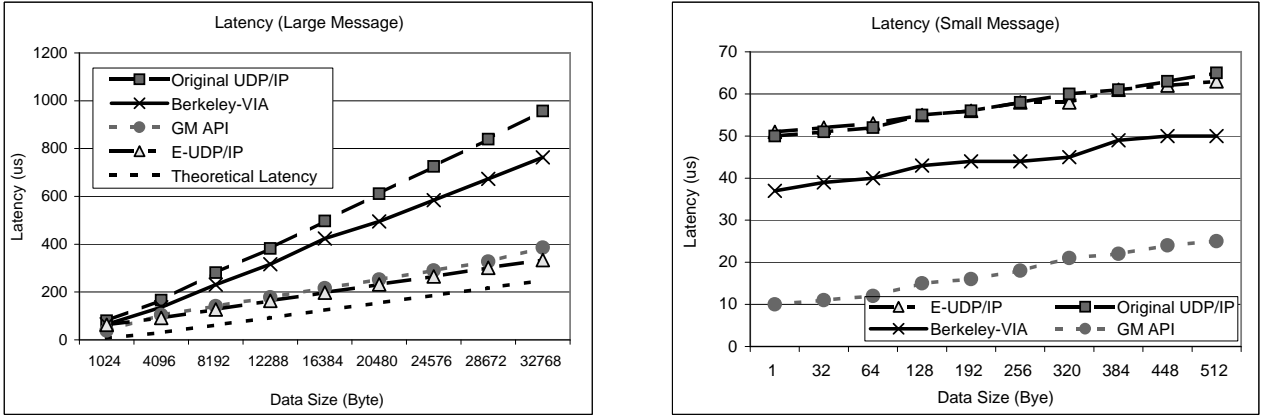 Latency (Large Message)
1200
1000
800
600
400
200
0
Latency (us)
Original UDP/IP
Berkeley-VIA
GM API
E-UDP/IP
Theoretical Latency
1024 4096 8192 12288 16384 20480 24576 28672 32768
Data Size (Byte)
Latency (Small Message)
70
60
50
40
30
20
10
0
Latency (us)
E-UDP/IP Original UDP/IP
Berkeley-VIA GM API
1 32 64 128 192 256 320 384 448 512
Data Size (Bye)